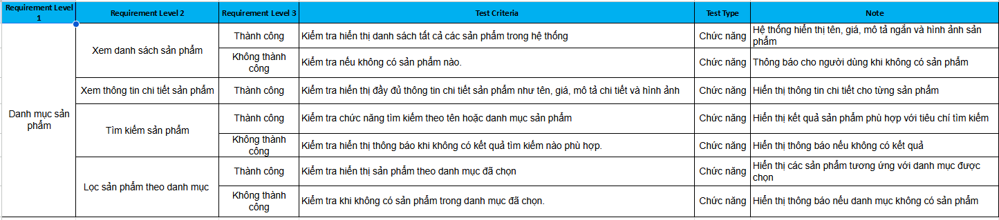 Requirement Level 1
Requirement Level 2
Requirement Level 3
Test Criteria
Test Type
Note
Danh mục sản phẩm
Xem danh sách sản phẩm
Thành công
Kiểm tra hiển thị danh sách tất cả các sản phẩm trong hệ thống
Chức năng
Hệ thống hiển thị tên, giá, mô tả ngắn và hình ảnh sản
phẩm
Không thành
công
Kiểm tra nếu không có sản phẩm nào.
Chức năng
Thông báo cho người dùng khi không có sản phẩm
Xem thông tin chi tiết sản phẩm
Thành công
Kiểm tra hiển thị đầy đủ thông tin chi tiết sản phẩm như tên, giá, mô tả chi tiết và hình ảnh
Chức năng
Hiển thị thông tin chi tiết cho từng sản phẩm
Tìm kiếm sản phẩm
Thành công
Kiểm tra chức năng tìm kiếm theo tên hoặc danh mục sản phẩm
Chức năng
Hiển thị kết quả sản phẩm phù hợp với tiêu chí tìm kiếm
Không thành
công
Kiểm tra hiển thị thông báo khi không có kết quả tìm kiếm nào phù hợp.
Chức năng
Hiển thị thông báo nếu không có kết quả
Lọc sản phẩm theo danh mục
Thành công
Kiểm tra hiển thị sản phẩm theo danh mục đã chọn
Chức năng
Hiển thị các sản phẩm tương ứng với danh mục được
chọn
Không thành
công
Kiểm tra khi không có sản phẩm trong danh mục đã chọn.
Chức năng
Hiển thị thông báo nếu danh mục không có sản phẩm